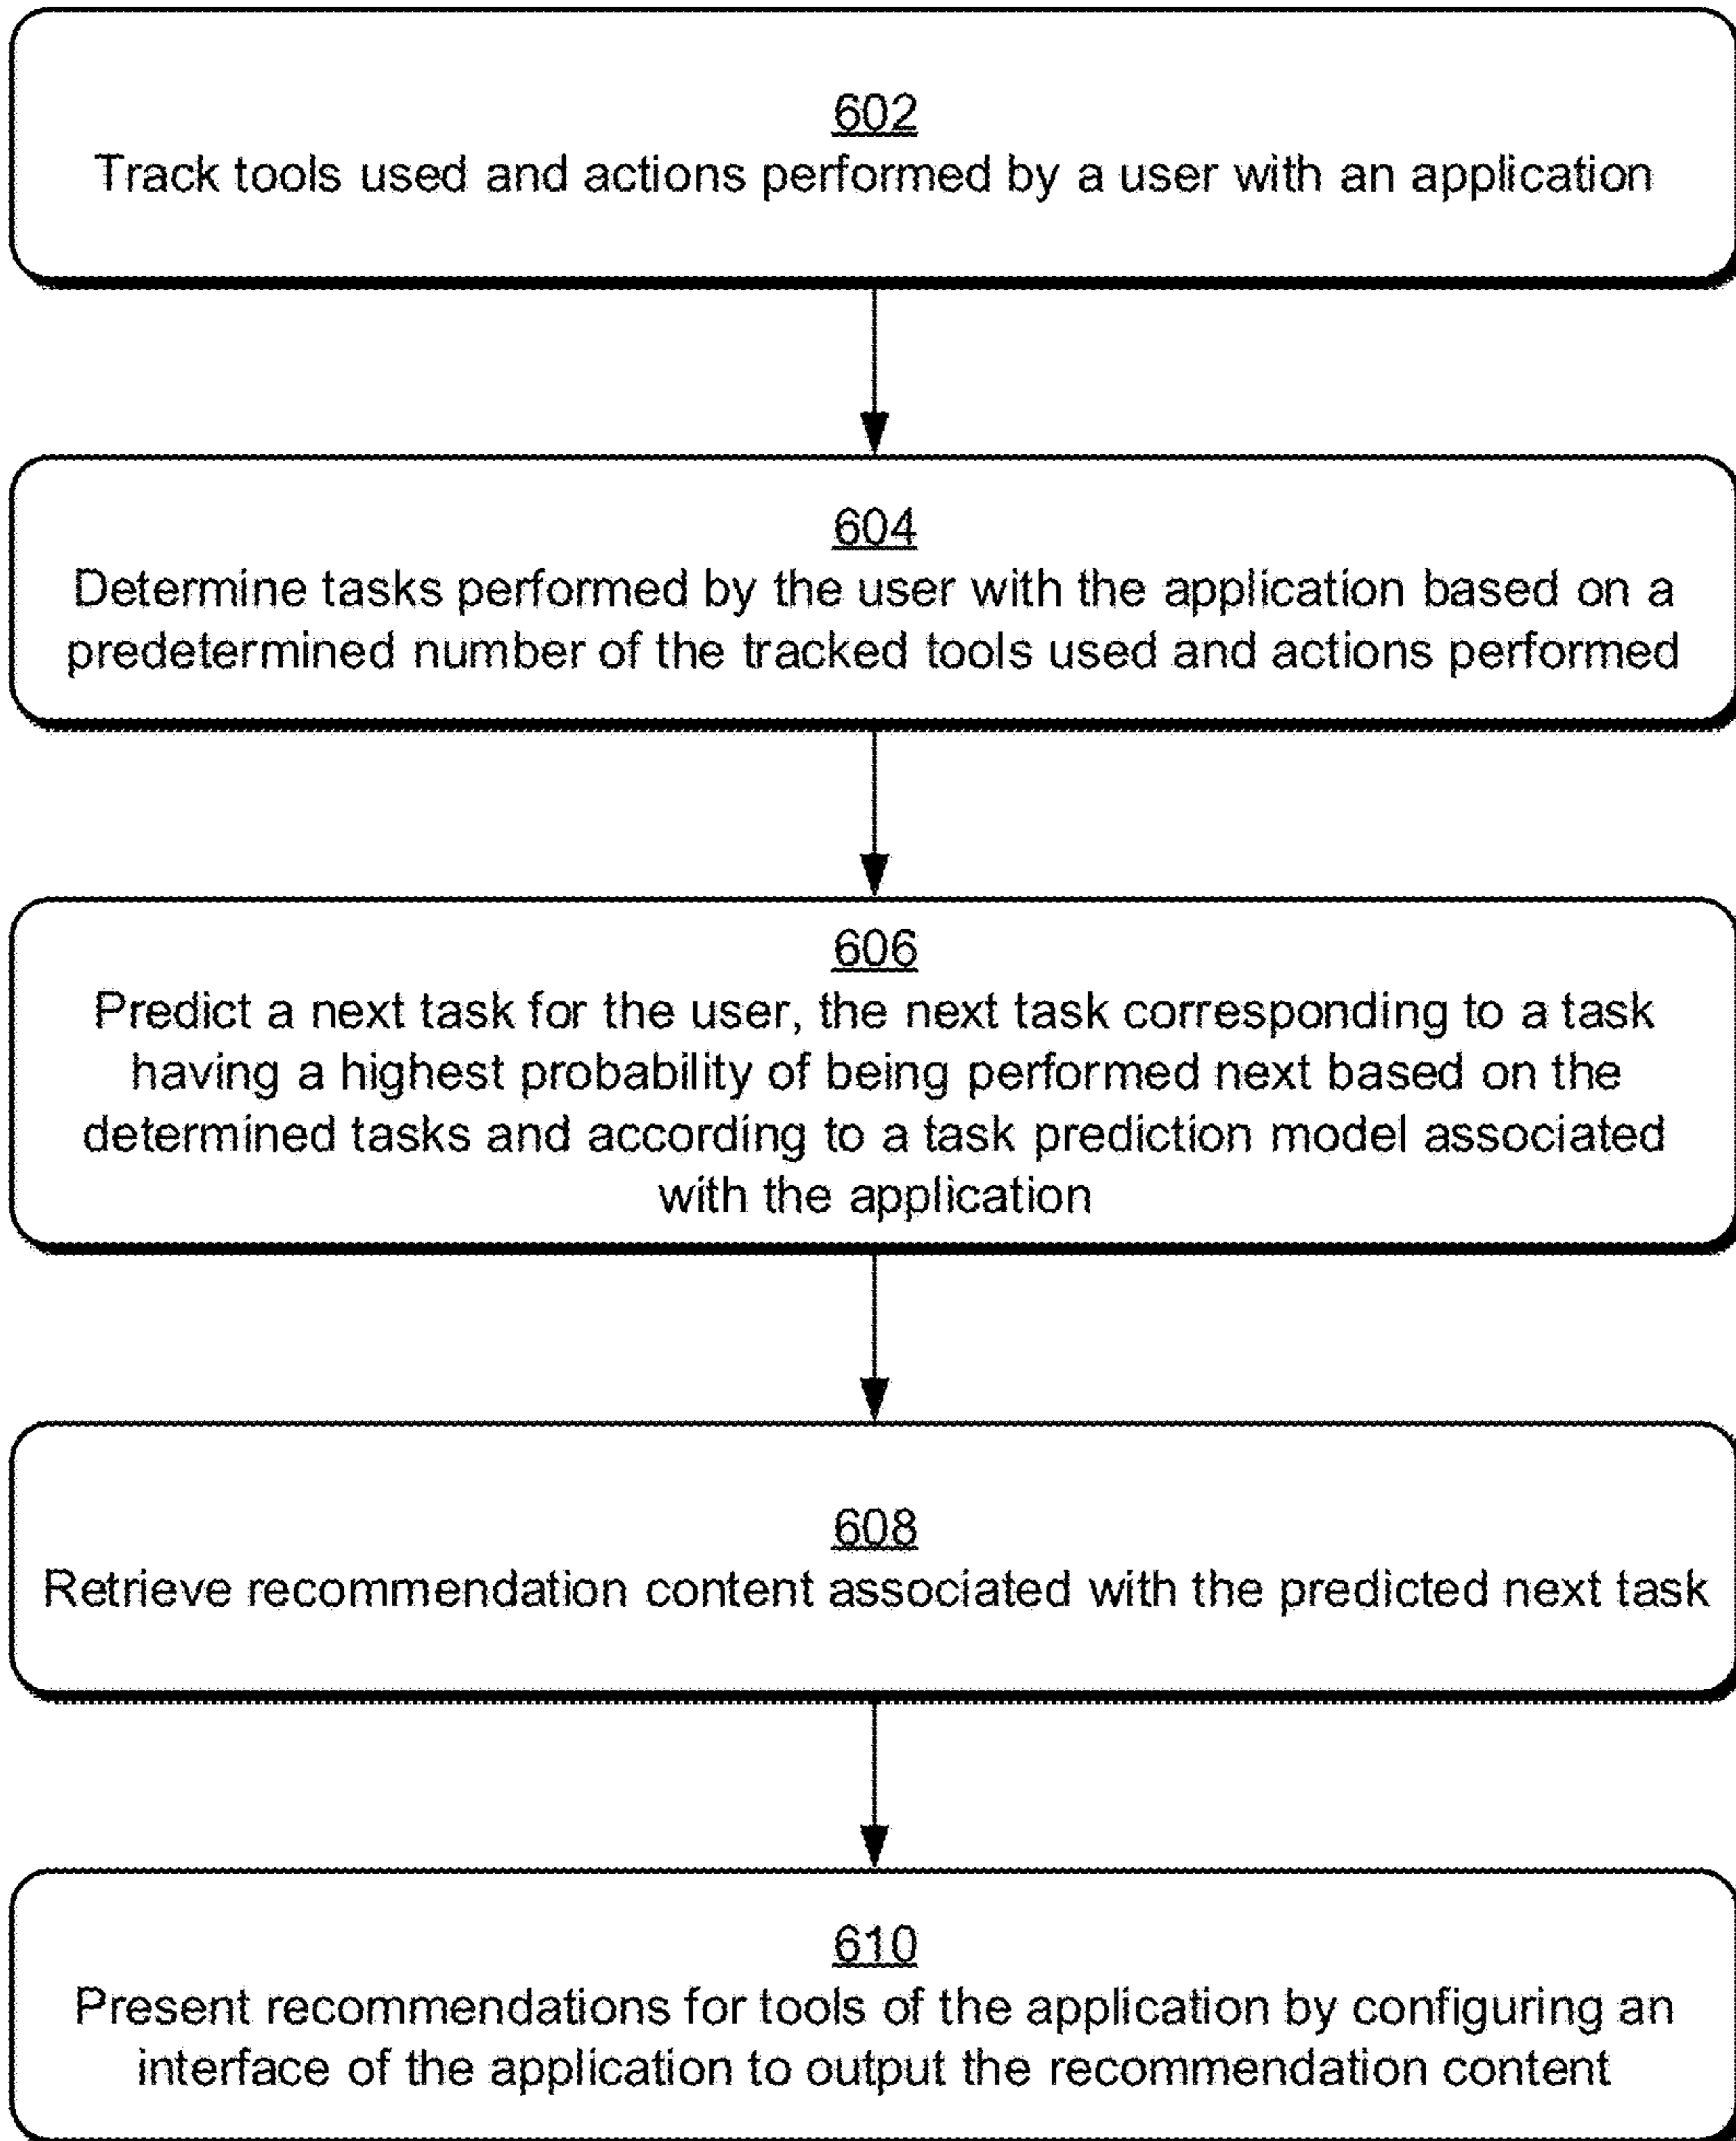 602
Track tools used and actions performed by a user with an application
604
Determine tasks performed by the user with the application based on a
predetermined number of the tracked tools used and actions performed
606
Predict a next task for the user, the next task corresponding to a task
having a highest probability of being performed next based on the
determined tasks and according to a task prediction model associated
with the application
608
Retrieve recommendation content associated with the predicted next task
610
Present recommendations for tools of the application by configuring an
interface of the application to output the recommendation content